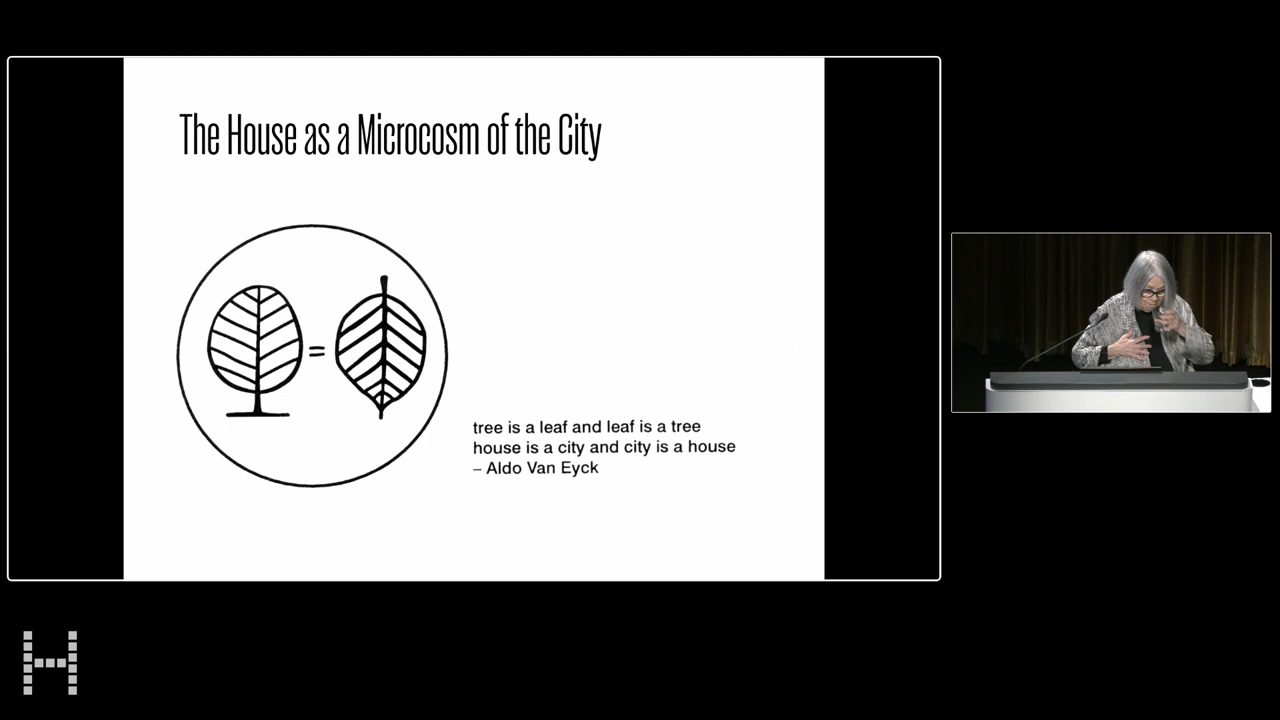 The House as a Microcosm of the City
=
tree is a leaf and leaf is a tree
house is a city and city is a house
– Aldo Van Eyck
H